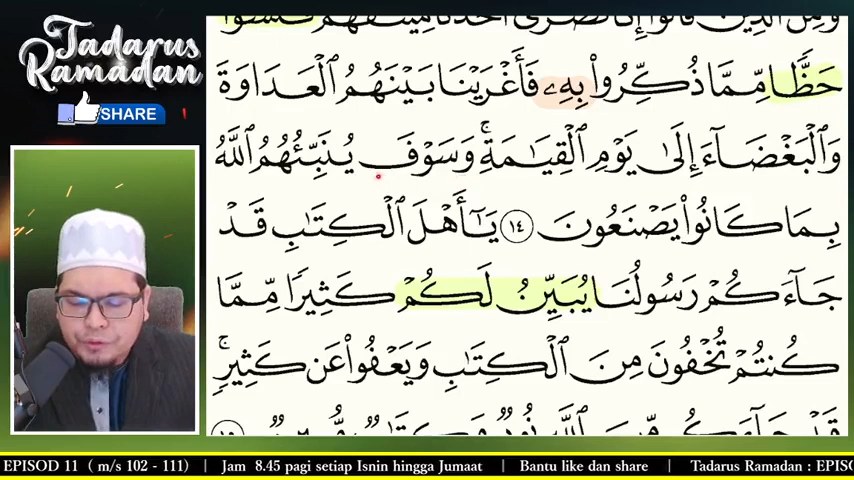 Tadarus
Ramadan
SHARE
حَظًّا مِّمَّا ذُكِّرُوا۟ بِهِۦ فَأَغْرَيْنَا بَيْنَهُمُ ٱلْعَدَاوَةَ
وَٱلْبَغْضَآءَ إِلَىٰ يَوْمِ ٱلْقِيَـٰمَةِ ۚ وَسَوْفَ يُنَبِّئُهُمُ ٱللَّهُ
بِمَا كَانُوا۟ يَصْنَعُونَ ١٤ يَـٰٓأَهْلَ ٱلْكِتَـٰبِ قَدْ
جَآءَكُمْ رَسُولُنَا يُبَيِّنُ لَكُمْ كَثِيرًا مِّمَّا
كُنتُمْ تُخْفُونَ مِنَ ٱلْكِتَـٰبِ وَيَعْفُوا۟ عَن كَثِيرٍ ۚ
EPISOD 11 ( m/s 102 - 111) | Jam 8.45 pagi setiap Isnin hingga Jumaat | Bantu like dan share | Tadarus Ramadan : EPISO